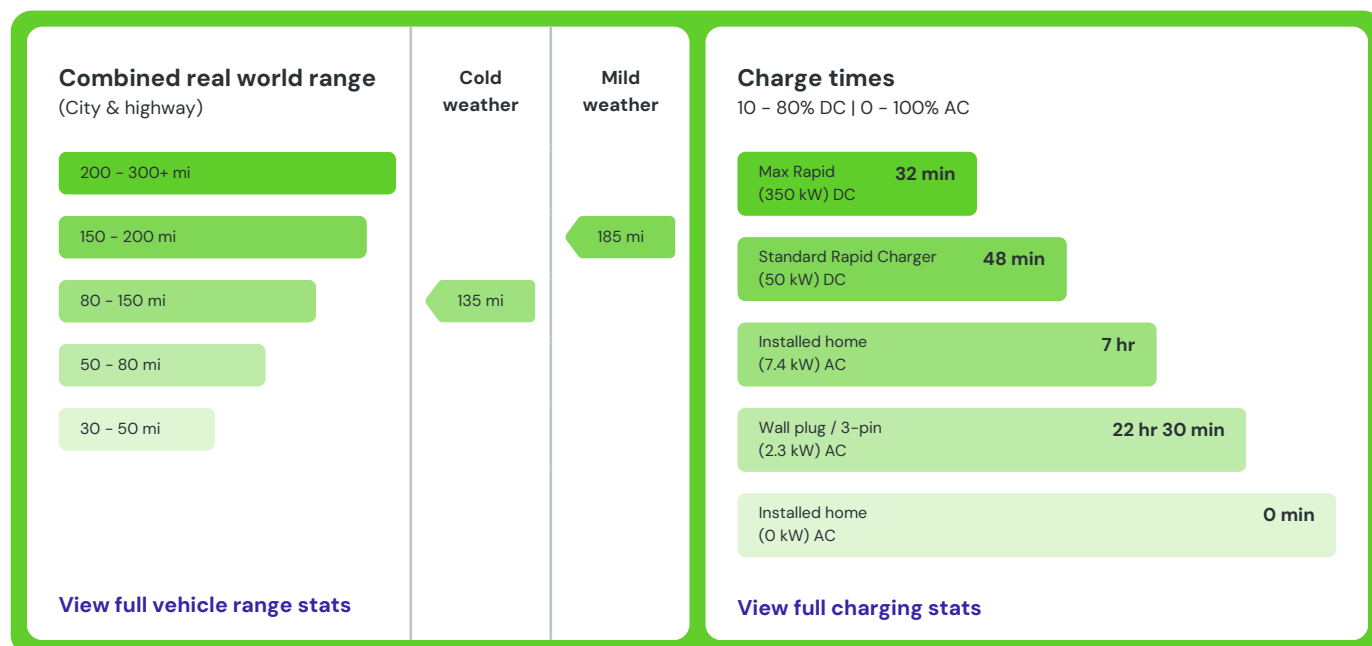 Combined real world range
(City & highway)
Cold
weather
Mild
weather
200 - 300+ mi
150 - 200 mi
185 mi
80 - 150 mi
135 mi
50 - 80 mi
30 - 50 mi
View full vehicle range stats
Charge times
10 - 80% DC | 0 - 100% AC
Max Rapid
(350 kW) DC
32 min
Standard Rapid Charger
(50 kW) DC
48 min
Installed home
(7.4 kW) AC
7 hr
Wall plug / 3-pin
(2.3 kW) AC
22 hr 30 min
Installed home
(0 kW) AC
0 min
View full charging stats